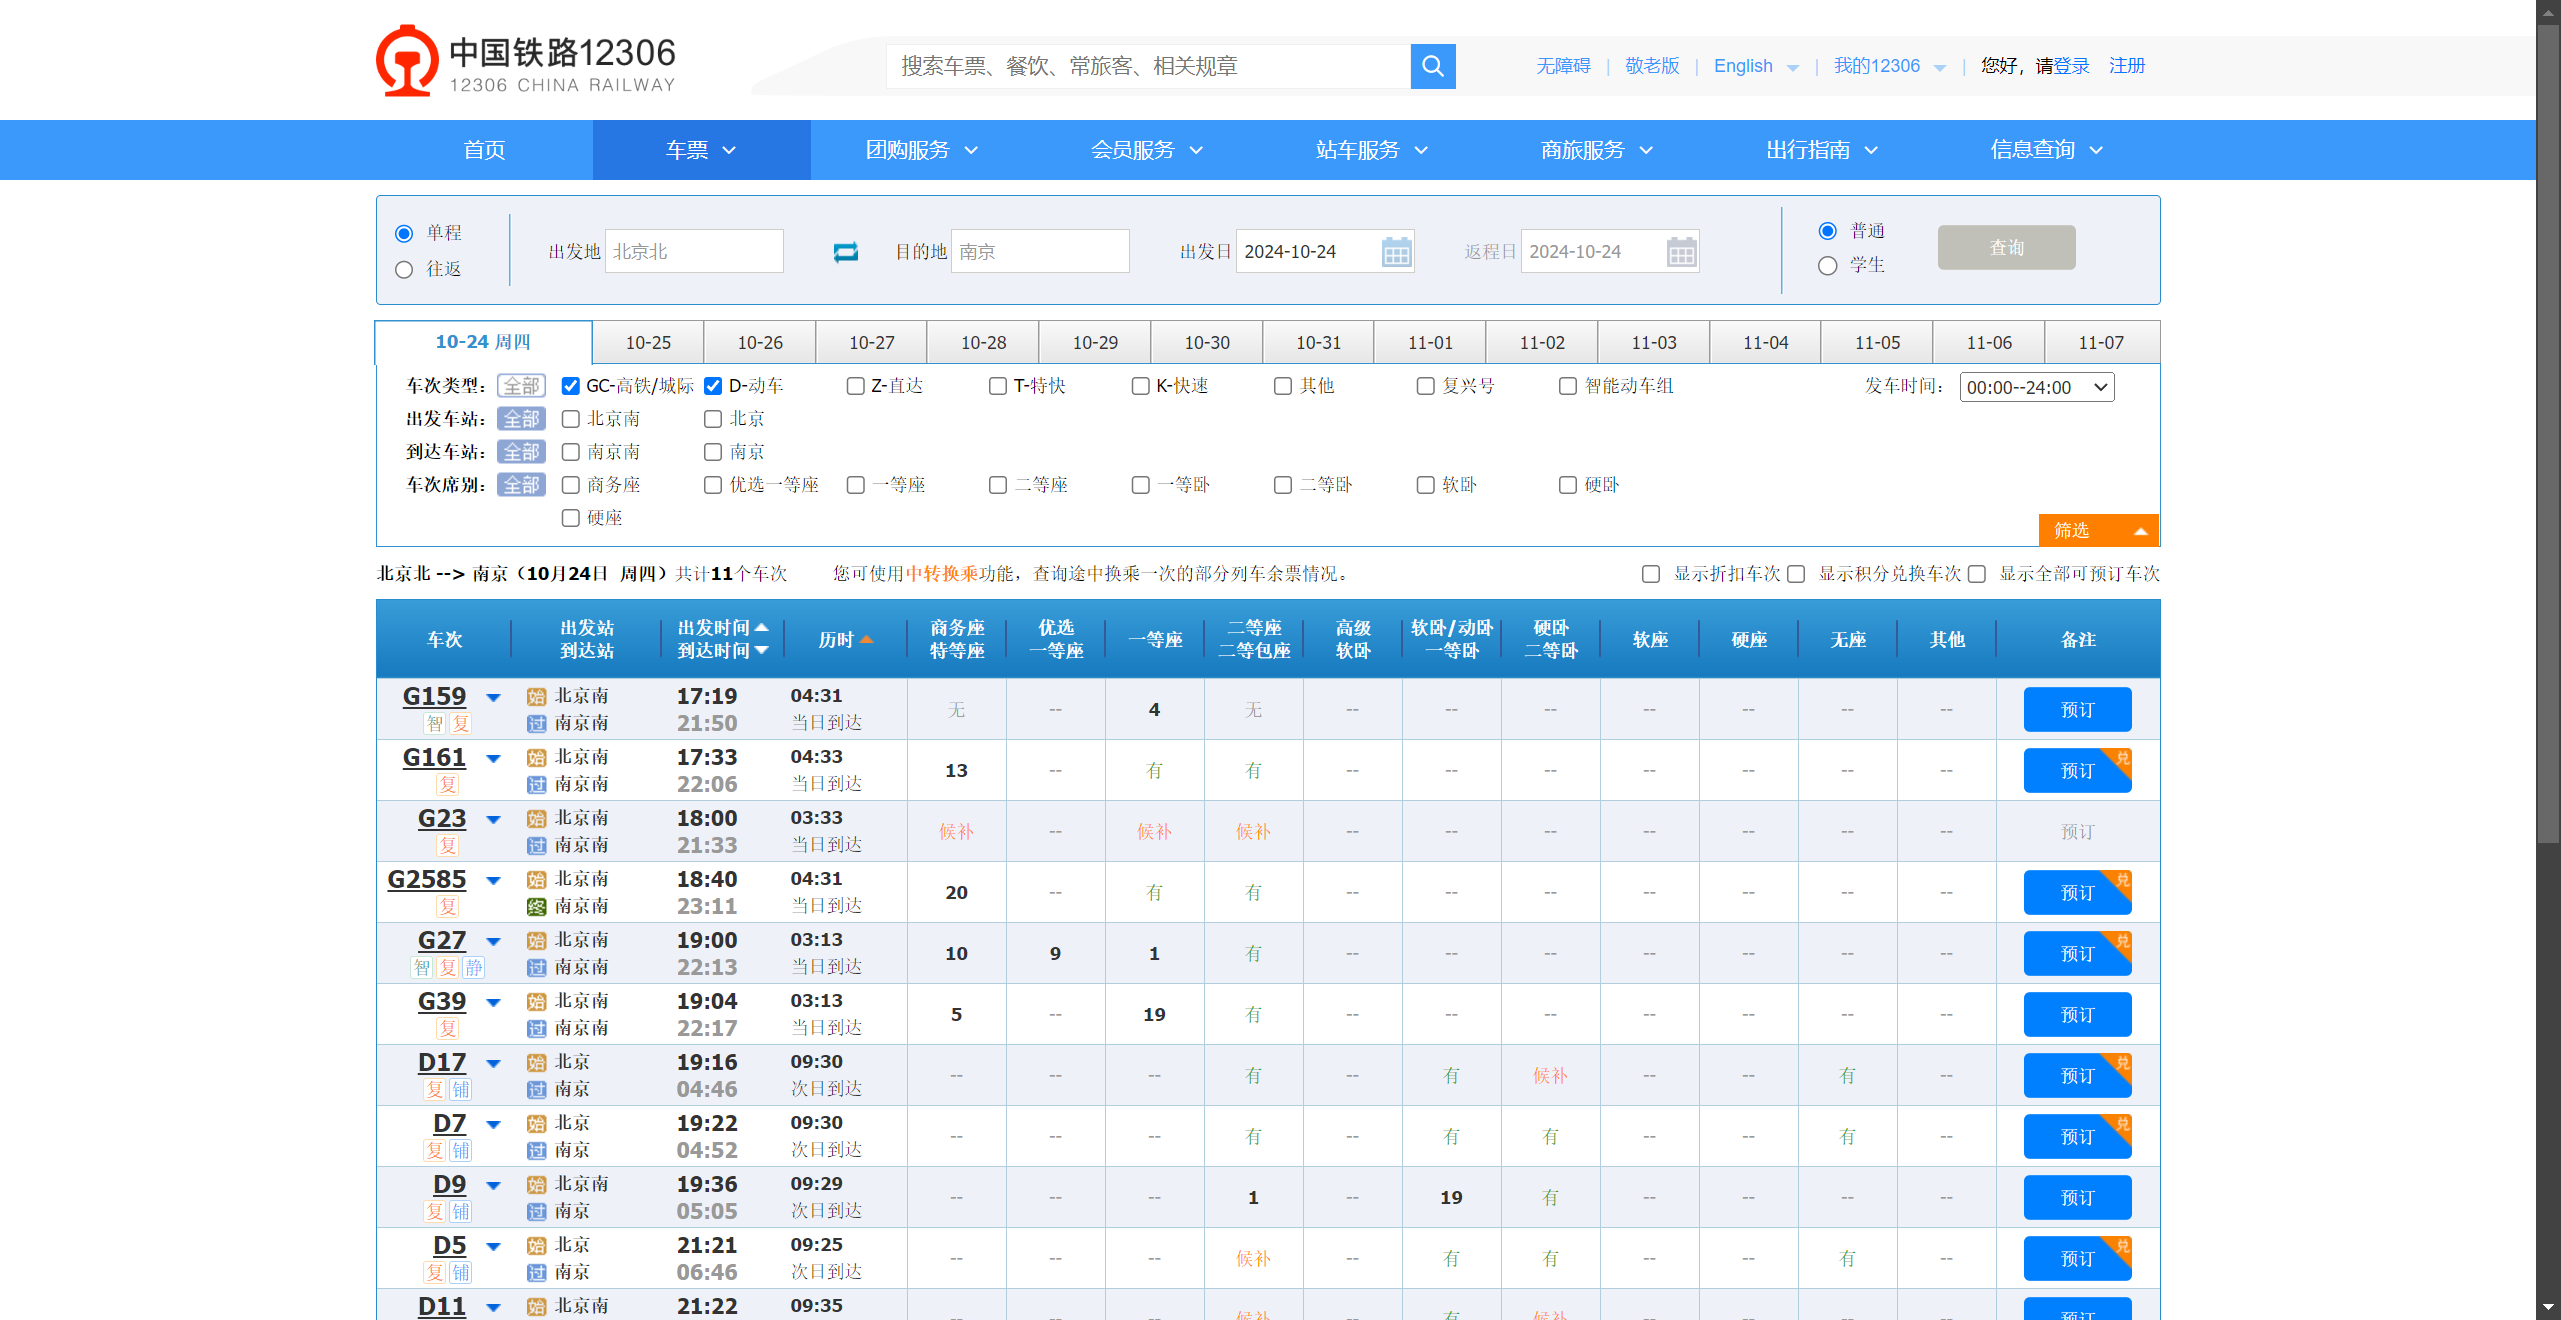 中国铁路12306
12306 CHINA RAILWAY
搜索车票、餐饮、常旅客、相关规章
无障碍 | 敬老版 | English | 我的12306 | 您好，请登录 注册
首页 车票 团购服务 会员服务 站车服务 商旅服务 出行指南 信息查询
单程
往返
出发地 北京北 目的地 南京 出发日 2024-10-24 返程日 2024-10-24
普通
学生
查询
10-24 周四 10-25 10-26 10-27 10-28 10-29 10-30 10-31 11-01 11-02 11-03 11-04 11-05 11-06 11-07
车次类型： 全部 GC-高铁/城际 D-动车 Z-直达 T-特快 K-快速 其他 复兴号 智能动车组 发车时间： 00:00--24:00
出发车站： 全部 北京南 北京
到达车站： 全部 南京南 南京
车次席别： 全部 商务座 优选一等座 一等座 二等座 一等卧 二等卧 软卧 硬卧
硬座
筛选
北京北 --> 南京（10月24日 周四）共计11个车次 您可使用中转换乘功能，查询途中换乘一次的部分列车余票情况。 显示折扣车次 显示积分兑换车次 显示全部可预订车次
车次 出发站 到达站 出发时间 到达时间 历时 商务座 特等座 优选 一等座 一等座 二等座 二等包座 高级 软卧 软卧/动卧 一等卧 硬卧 二等卧 软座 硬座 无座 其他 备注
G159 始 北京南 17:19 04:31 无 -- 4 无 -- -- -- -- -- -- -- 预订
智 复 过 南京南 21:50 当日到达
G161 始 北京南 17:33 04:33 13 -- 有 有 -- -- -- -- -- -- -- 预订 兑
复 过 南京南 22:06 当日到达
G23 始 北京南 18:00 03:33 候补 -- 候补 候补 -- -- -- -- -- -- -- 预订
复 过 南京南 21:33 当日到达
G2585 始 北京南 18:40 04:31 20 -- 有 有 -- -- -- -- -- -- -- 预订 兑
复 终 南京南 23:11 当日到达
G27 始 北京南 19:00 03:13 10 9 1 有 -- -- -- -- -- -- -- 预订 兑
智 复 静 过 南京南 22:13 当日到达
G39 始 北京南 19:04 03:13 5 -- 19 有 -- -- -- -- -- -- -- 预订
复 过 南京南 22:17 当日到达
D17 始 北京 19:16 09:30 -- -- -- 有 -- 有 候补 -- -- 有 -- 预订 兑
复 铺 过 南京 04:46 次日到达
D7 始 北京 19:22 09:30 -- -- -- 有 -- 有 有 -- -- 有 -- 预订 兑
复 铺 过 南京 04:52 次日到达
D9 始 北京南 19:36 09:29 -- -- -- 1 -- 19 有 -- -- -- -- 预订
复 铺 过 南京 05:05 次日到达
D5 始 北京 21:21 09:25 -- -- -- 候补 -- 有 有 -- -- 有 -- 预订 兑
复 铺 过 南京 06:46 次日到达
D11 始 北京南 21:22 09:35 -- -- -- 候补 -- 有 候补 -- -- -- -- 预订